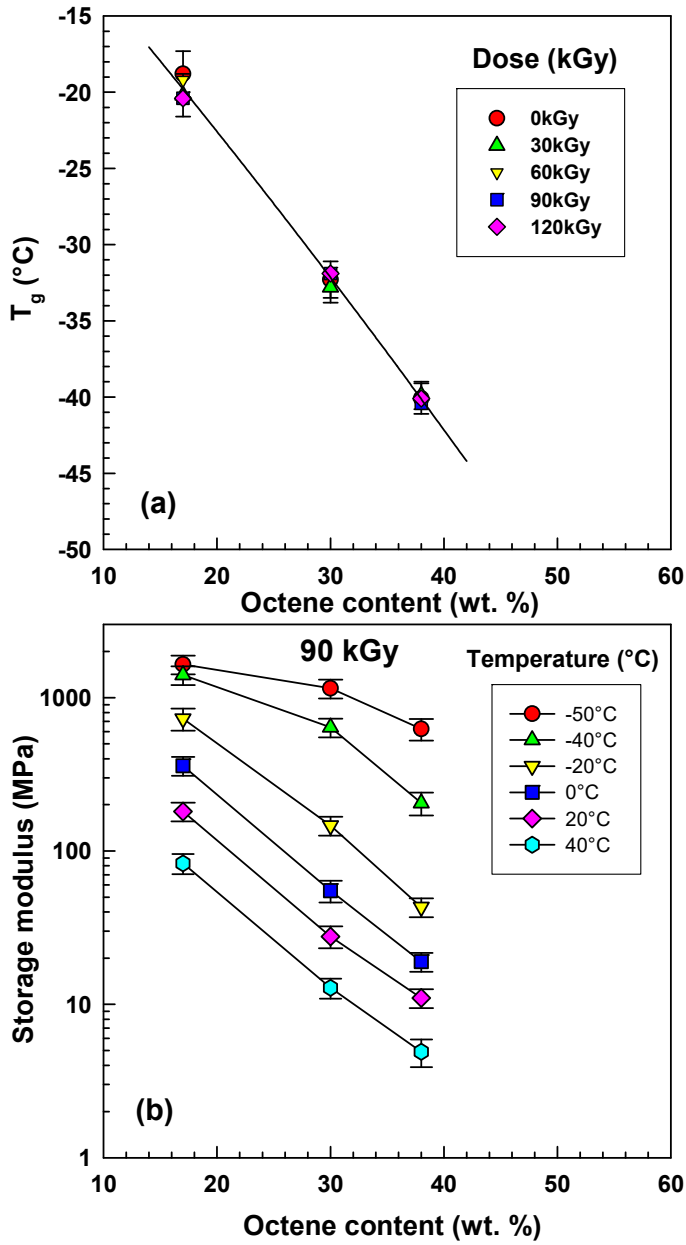 -15
-20
-25
-30
-35
-40
-45
-50
T_g (°C)
Dose (kGy)
0kGy
30kGy
60kGy
90kGy
120kGy
(a)
10 20 30 40 50 60
Octene content (wt. %)
90 kGy
Temperature (°C)
-50°C
-40°C
-20°C
0°C
20°C
40°C
1000
100
10
1
Storage modulus (MPa)
(b)
10 20 30 40 50 60
Octene content (wt. %)